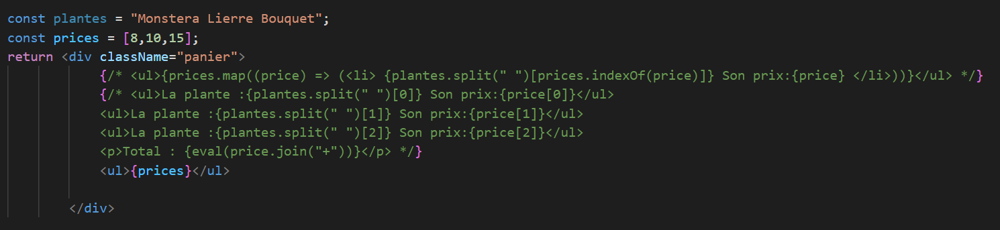 const plantes = "Monstera Lierre Bouquet";
const prices = [8,10,15];
return <div className="panier">
{/* <ul>{prices.map((price) => (<li> {plantes.split(" ")[prices.indexOf(price)]} Son prix:{price} </li>))}</ul> */}
{/* <ul>La plante :{plantes.split(" ")[0]} Son prix:{price[0]}</ul>
<ul>La plante :{plantes.split(" ")[1]} Son prix:{price[1]}</ul>
<ul>La plante :{plantes.split(" ")[2]} Son prix:{price[2]}</ul>
<p>Total : {eval(price.join("+"))}</p> */}
<ul>{prices}</ul>
</div>